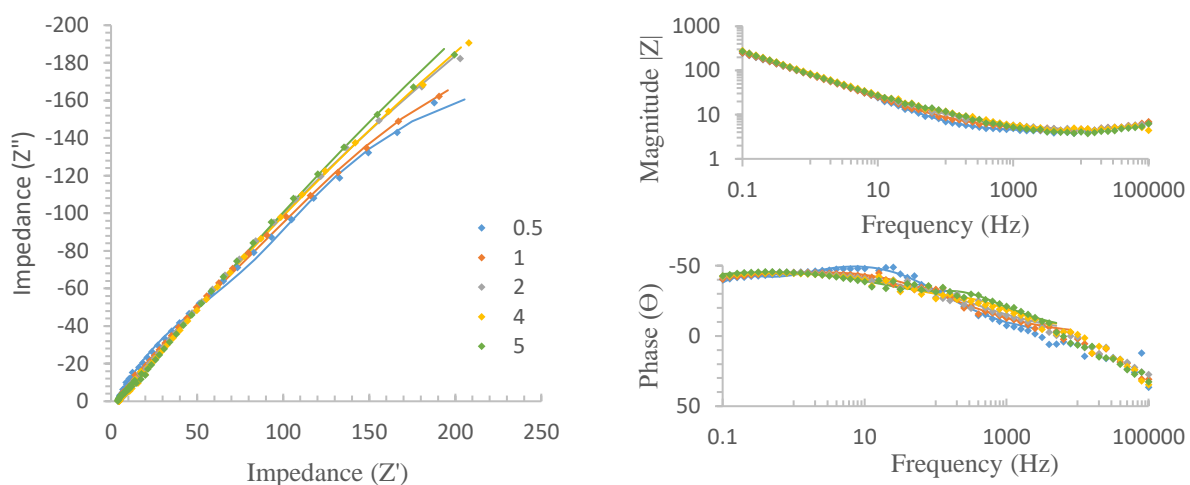 -200
-180
-160
-140
-120
-100
-80
-60
-40
-20
0
0 50 100 150 200 250
Impedance (Z'')
Impedance (Z')
0.5
1
2
4
5
1000
100
10
1
0.1 10 1000 100000
Magnitude |Z|
Frequency (Hz)
-50
0
50
0.1 10 1000 100000
Phase (Θ)
Frequency (Hz)